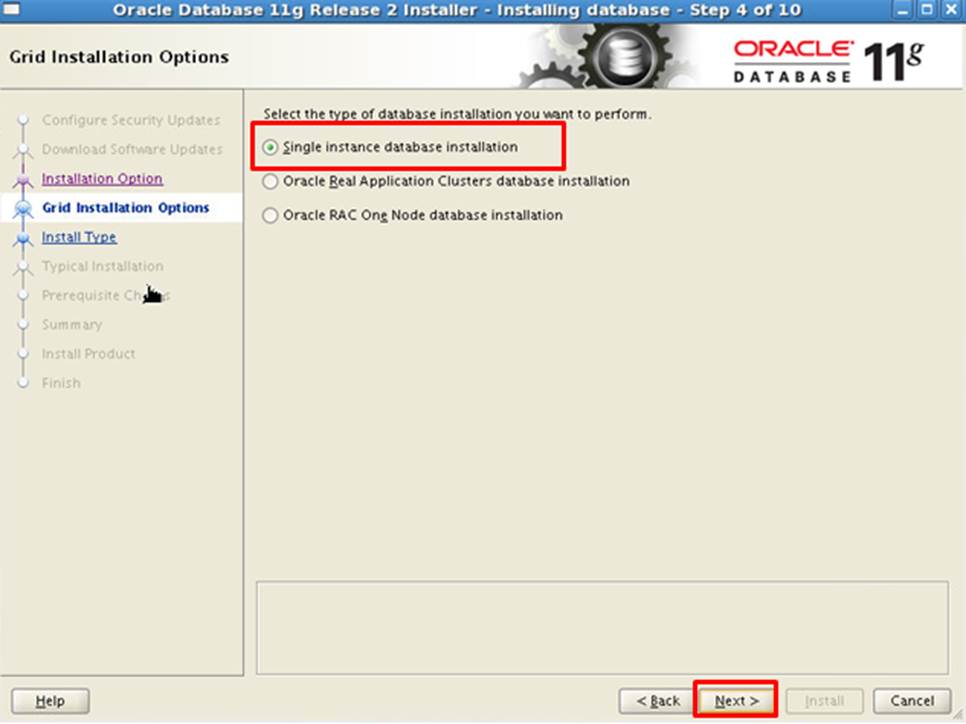 Oracle Database 11g Release 2 Installer - Installing database - Step 4 of 10
Grid Installation Options
ORACLE
DATABASE
11g
Configure Security Updates
Download Software Updates
Installation Option
Grid Installation Options
Install Type
Typical Installation
Prerequisite
Summary
Install Product
Finish
Select the type of database installation you want to perform.
Single instance database installation
Oracle Real Application Clusters database installation
Oracle RAC One Node database installation
Help
< Back
Next >
Install
Cancel